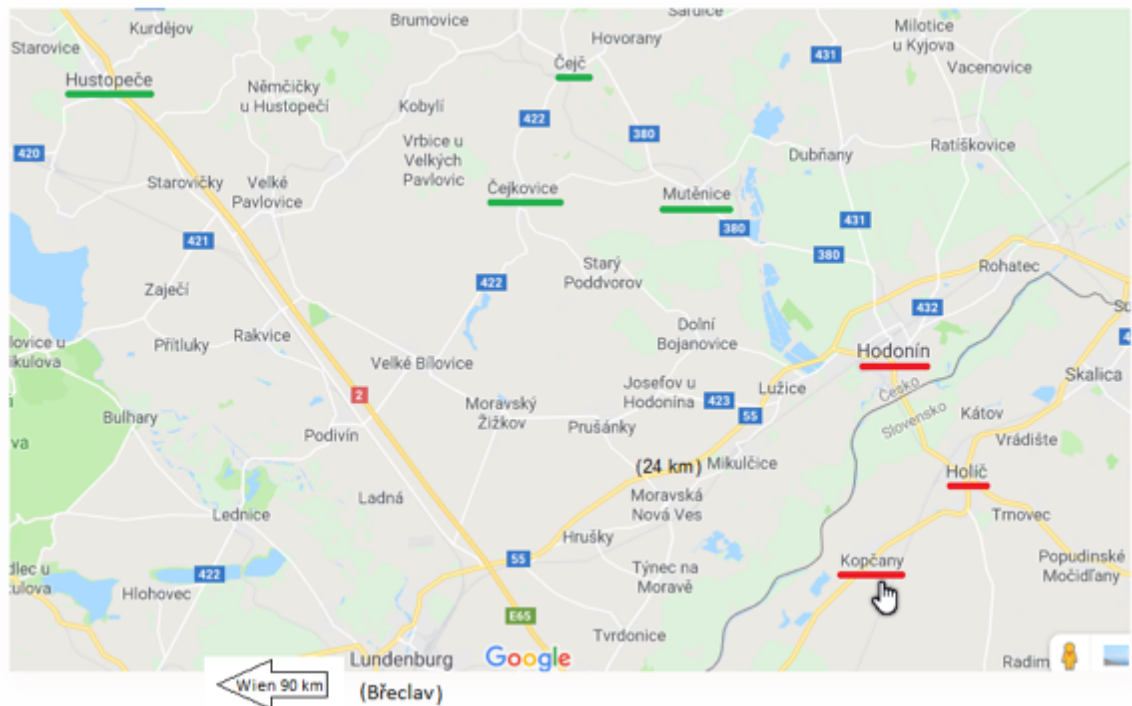 Sardice
Brumovice
Kurdějov
Hovorany
Milotice
u Kyjova
Starovice
431
Čejč
Vacenovice
Hustopeče
Němčičky
u Hustopečí
Kobylí
422
380
Ratíškovice
420
Vrbice u
Velkých
Pavlovic
Dubňany
Starovičky
Velké
Pavlovice
Čejkovice
Mutěnice
380
431
421
380
Starý
Poddvorov
Rohatec
422
Zaječí
432
Dolní
Bojanovice
Přítluky
Rakvice
Hodonín
Velké Bílovice
Skalica
Josefov u
Hodonína
Lužice
Česko
2
423
55
Slovensko
Kátov
Moravský
Žižkov
Bulhary
Prušánky
Vrádište
Podivín
(24 km)
Mikulčice
Holíč
Ladná
Moravská
Nová Ves
Lednice
Trnovec
Hrušky
55
Kopčany
Popudinské
Močidľany
422
Týnec na
Moravě
Hlohovec
E65
Tvrdonice
Lundenburg
Google
Radim
Wien 90 km
(Břeclav)